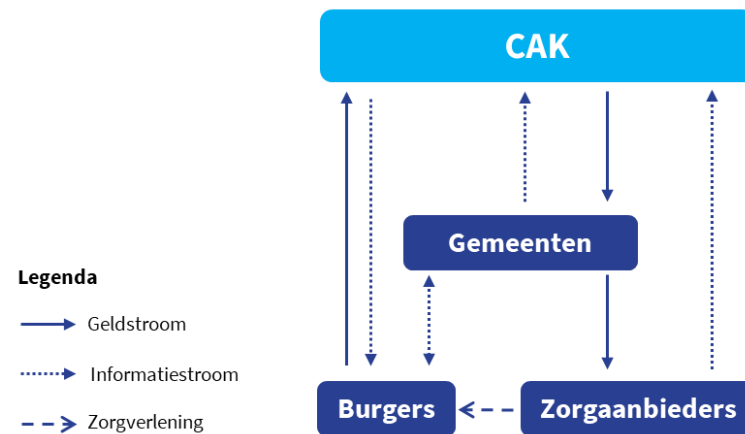 CAK
Gemeenten
Legenda
Geldstroom
Informatiestroom
Zorgverlening
Burgers
Zorgaanbieders